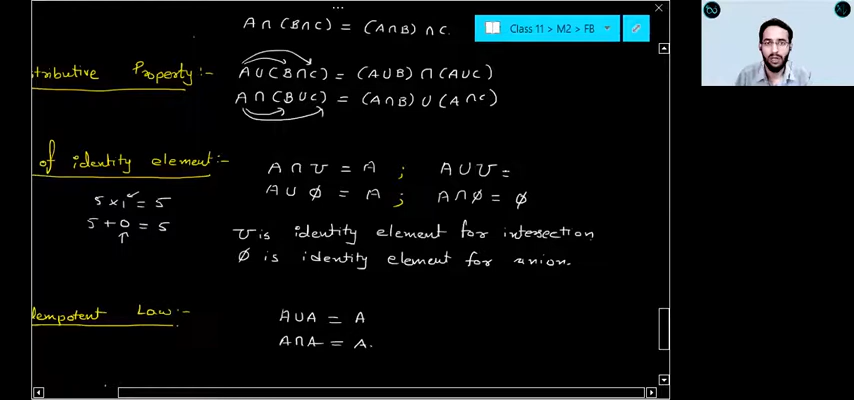 A ∩ (B ∩ C) = (A ∩ B) ∩ C.
Class 11 > M2 > FB
tributive Property :-
A ∪ (B ∩ C) = (A ∪ B) ∩ (A ∪ C)
A ∩ (B ∪ C) = (A ∩ B) ∪ (A ∩ C)
of identity element :-
A ∩ U = A ; A ∪ U =
A ∪ ϕ = A ; A ∩ ϕ = ϕ
5 × 1 = 5
5 + 0 = 5
U is identity element for intersection.
ϕ is identity element for union.
dempotent Law :-
A ∪ A = A
A ∩ A = A.